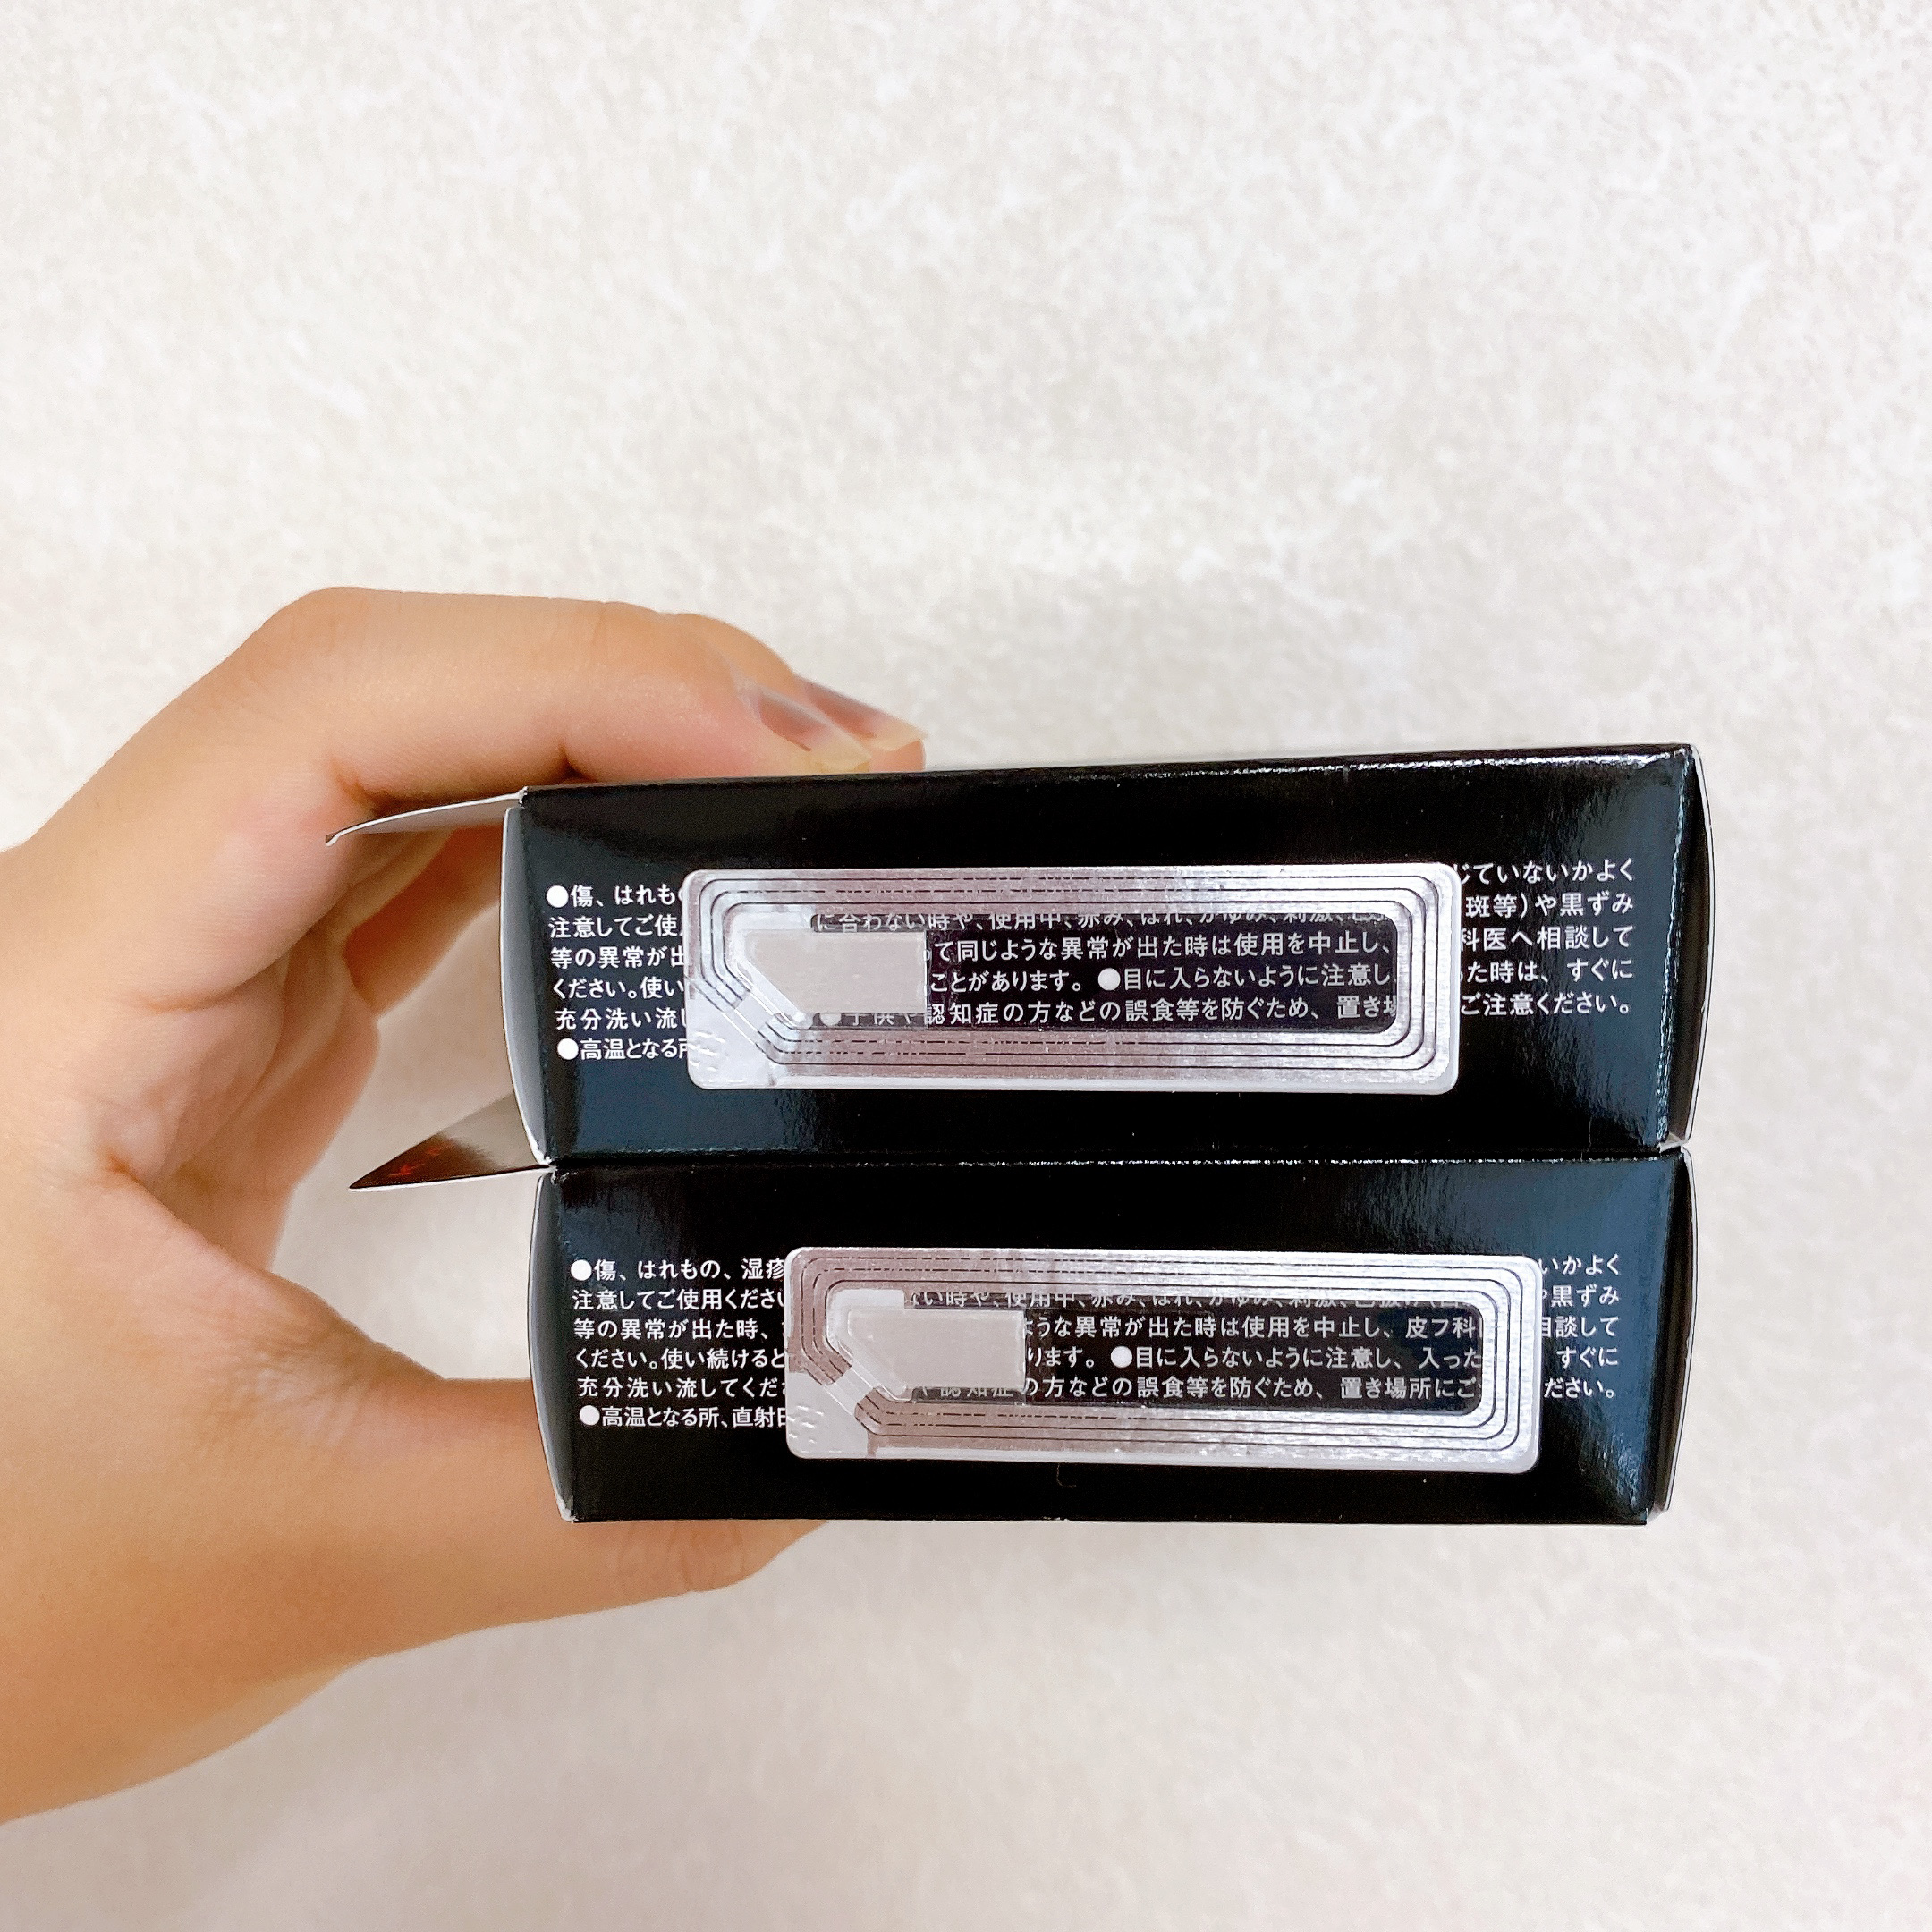 ●傷、はれも じていないかよく
注意してご使 に合わない時や、使用中、赤み、はれ、かゆみ、刺激、 斑等)や黒ずみ
等の異常が出 て同じような異常が出た時は使用を中止し、 科医へ相談して
ください。使い ことがあります。 ●目に入らないように注意し た時は、すぐに
充分洗い流し ●子供や認知症の方などの誤食等を防ぐため、置き場 ご注意ください。
●高温となる所
●傷、はれもの、湿疹 いかよく
注意してご使用ください ない時や、使用中、赤み、はれ、かゆみ、刺激、色抜け 黒ずみ
等の異常が出た時、 ような異常が出た時は使用を中止し、皮フ科 相談して
ください。使い続けると ります。 ●目に入らないように注意し、入った すぐに
充分洗い流してくだ や認知症の方などの誤食等を防ぐため、置き場所にご ださい。
●高温となる所、直射日